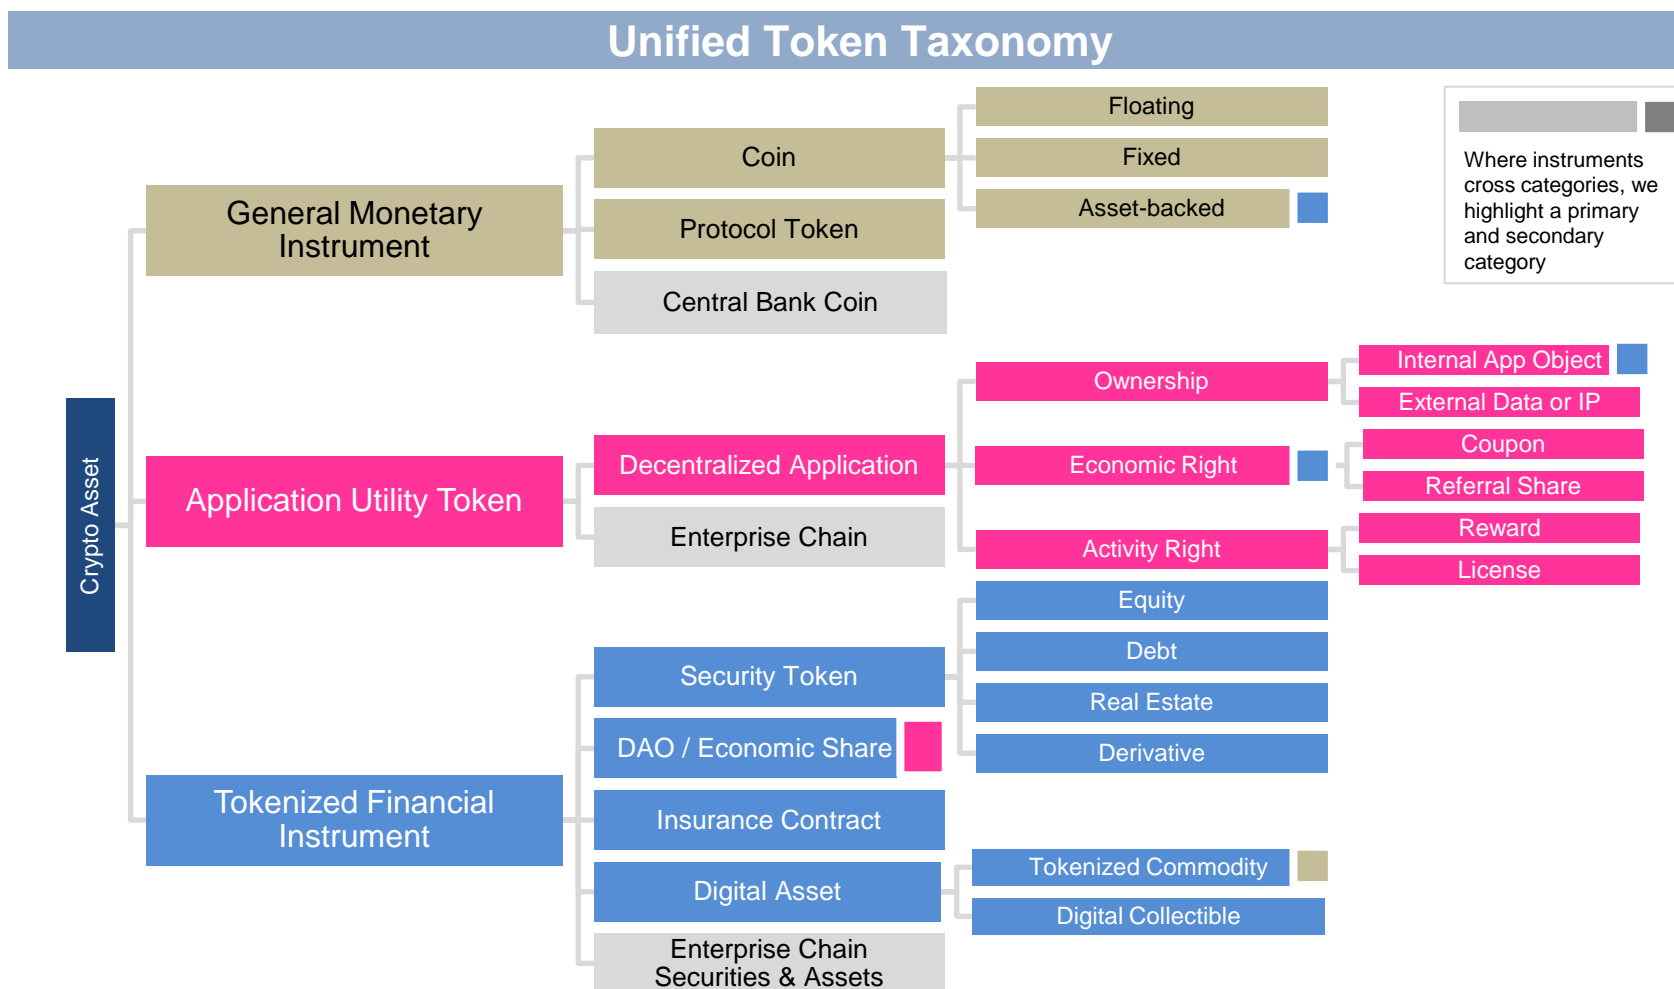 Unified Token Taxonomy
Crypto Asset
General Monetary
Instrument
Coin
Floating
Fixed
Asset-backed
Protocol Token
Central Bank Coin
Where instruments
cross categories, we
highlight a primary
and secondary
category
Application Utility Token
Decentralized Application
Ownership
Internal App Object
External Data or IP
Economic Right
Coupon
Referral Share
Activity Right
Reward
License
Enterprise Chain
Tokenized Financial
Instrument
Security Token
Equity
Debt
Real Estate
Derivative
DAO / Economic Share
Insurance Contract
Digital Asset
Tokenized Commodity
Digital Collectible
Enterprise Chain
Securities & Assets